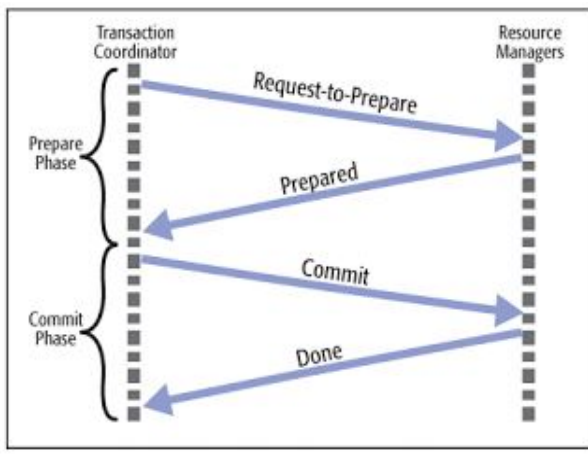 Transaction
Coordinator
Resource
Managers
Request-to-Prepare
Prepare
Phase
Prepared
Commit
Commit
Phase
Done